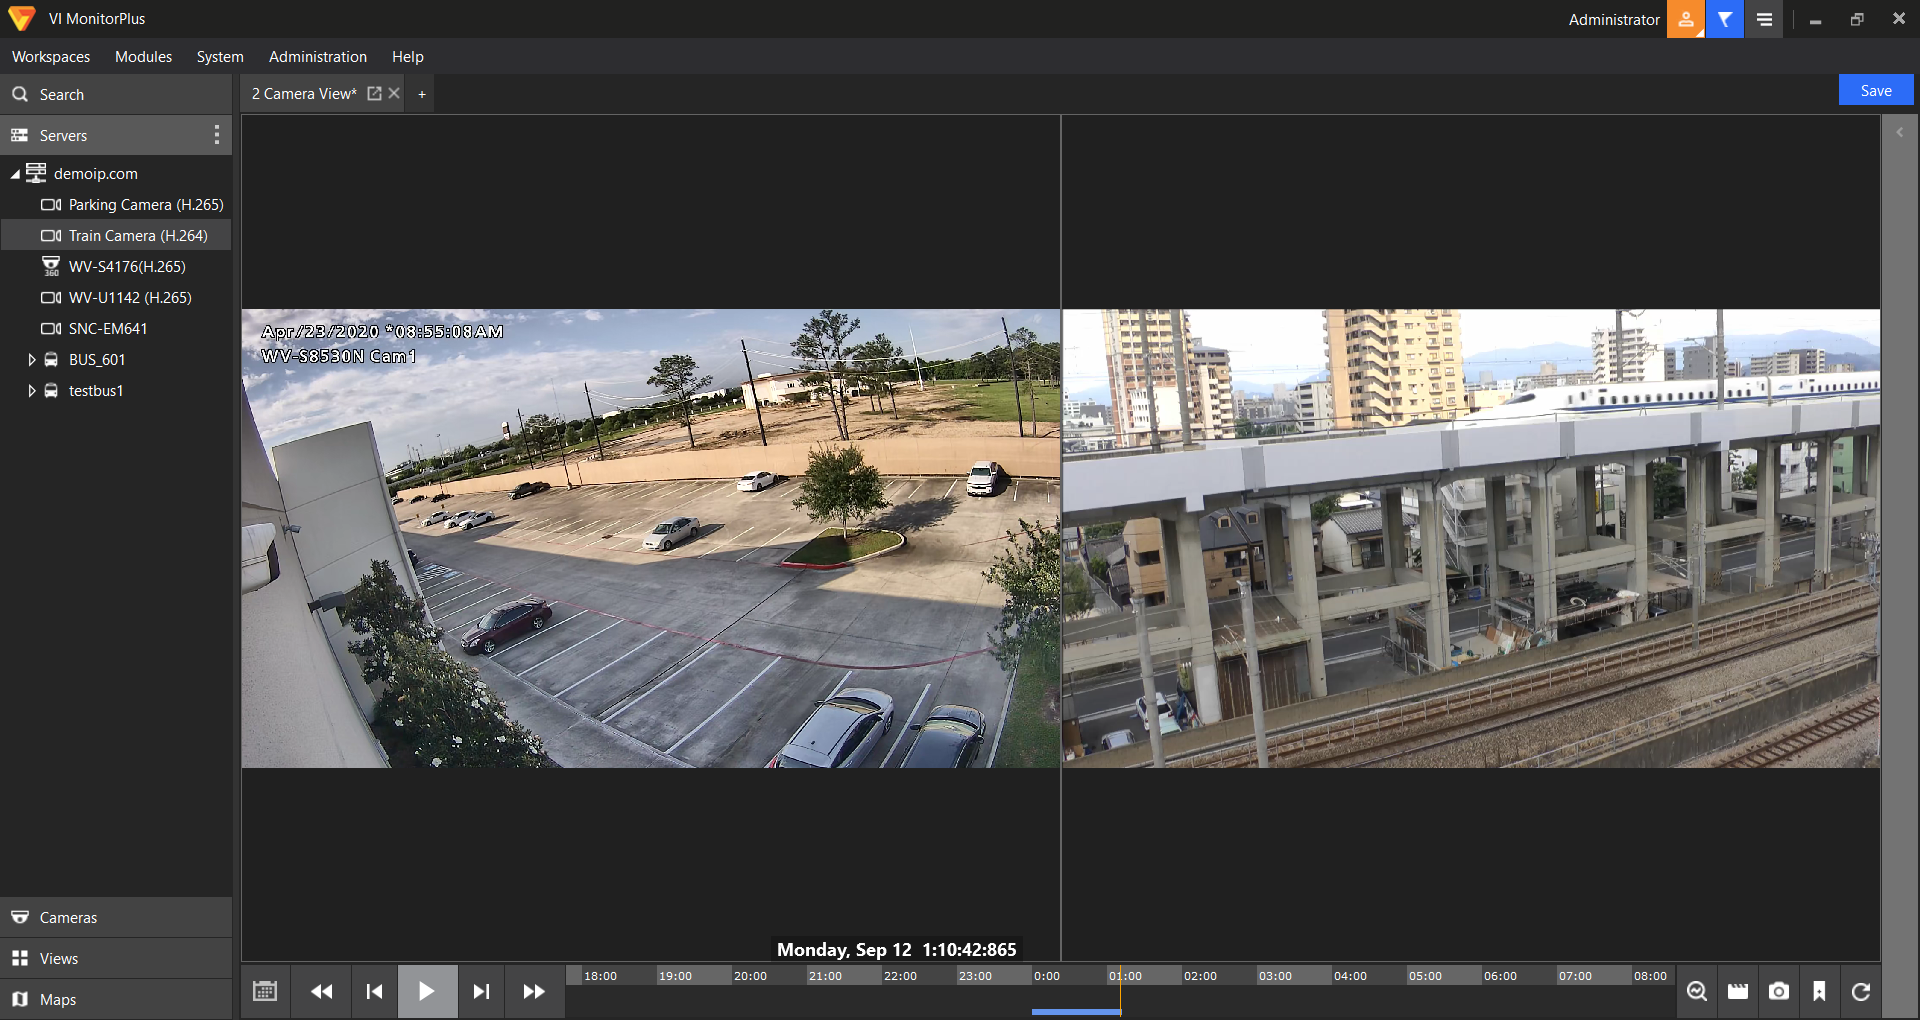 VI MonitorPlus
Administrator
Workspaces Modules System Administration Help
Search
2 Camera View* +
Save
Servers
demoip.com
Parking Camera (H.265)
Train Camera (H.264)
WV-S4176(H.265)
360
WV-U1142 (H.265)
SNC-EM641
BUS_601
testbus1
Apr/23/2020 *08:55:08AM
WV-S8530N Cam1
Cameras
Views
Maps
Monday, Sep 12 1:10:42:865
18:00 19:00 20:00 21:00 22:00 23:00 0:00 01:00 02:00 03:00 04:00 05:00 06:00 07:00 08:00